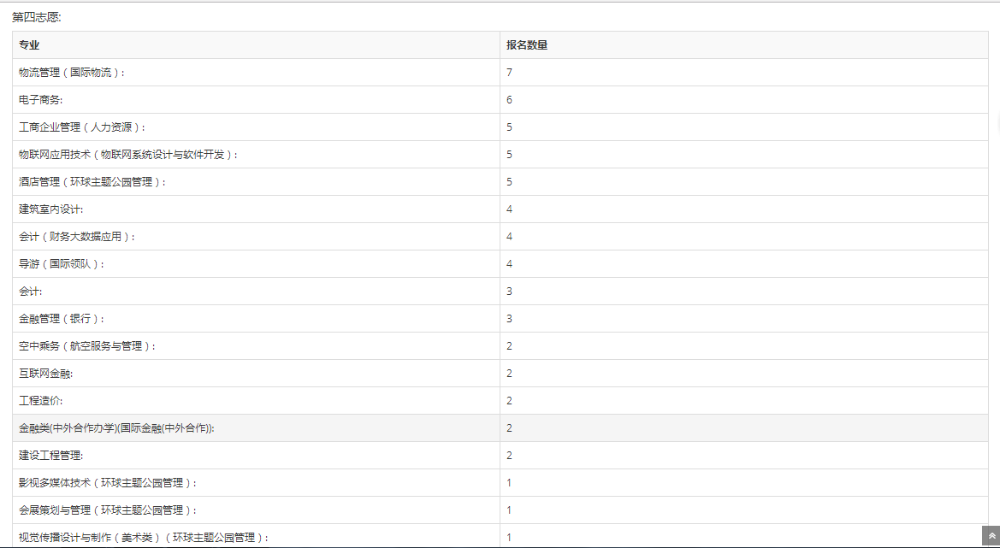 第四志愿:
专业 报名数量
物流管理（国际物流）: 7
电子商务: 6
工商企业管理（人力资源）: 5
物联网应用技术（物联网系统设计与软件开发）: 5
酒店管理（环球主题公园管理）: 5
建筑室内设计: 4
会计（财务大数据应用）: 4
导游（国际领队）: 4
会计: 3
金融管理（银行）: 3
空中乘务（航空服务与管理）: 2
互联网金融: 2
工程造价: 2
金融类(中外合作办学)(国际金融(中外合作)): 2
建设工程管理: 2
影视多媒体技术（环球主题公园管理）: 1
会展策划与管理（环球主题公园管理）: 1
视觉传播设计与制作（美术类）（环球主题公园管理）: 1